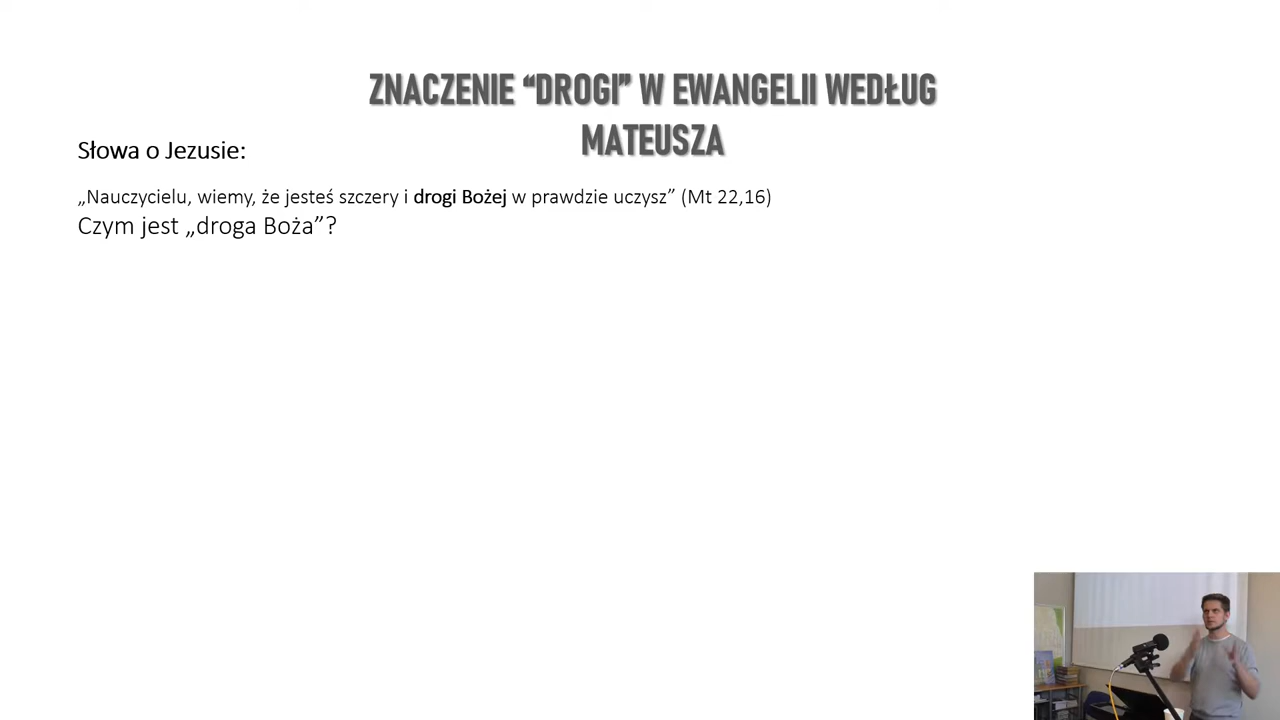 ZNACZENIE “DROGI” W EWANGELII WEDŁUG
MATEUSZA
Słowa o Jezusie:
„Nauczycielu, wiemy, że jesteś szczery i drogi Bożej w prawdzie uczysz” (Mt 22,16)
Czym jest „droga Boża”?